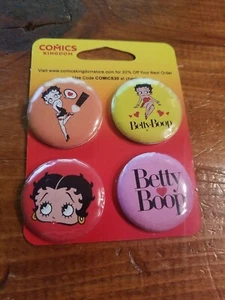 COMICS
KINGDOM
Visit www.comicskingdomstore.com for 20% Off Your Next Order
Use Code COMICS20 at
Betty Boop
Betty
Boop